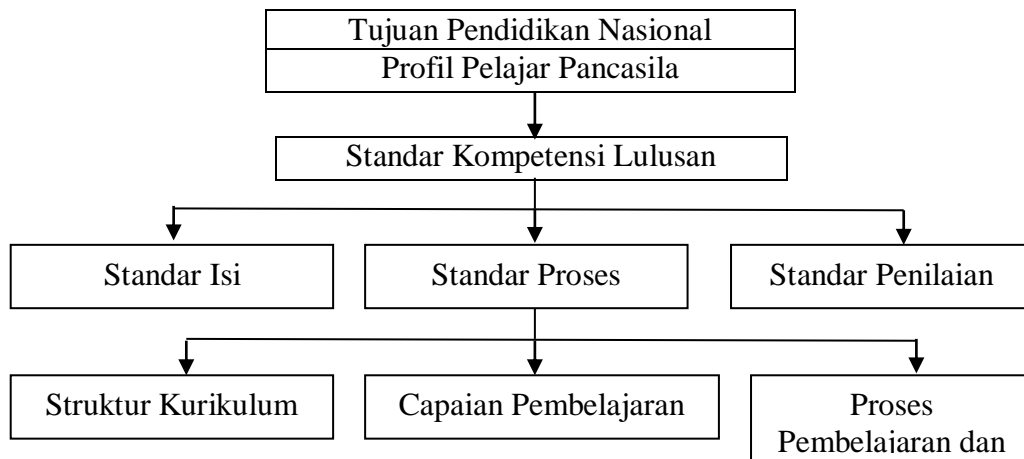 Tujuan Pendidikan Nasional
Profil Pelajar Pancasila
Standar Kompetensi Lulusan
Standar Isi
Standar Proses
Standar Penilaian
Struktur Kurikulum
Capaian Pembelajaran
Proses
Pembelajaran dan